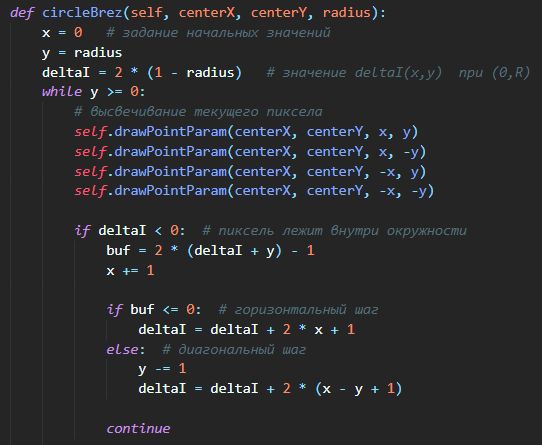 def circleBrez(self, centerX, centerY, radius):
    x = 0   # задание начальных значений
    y = radius
    deltaI = 2 * (1 - radius)   # значение deltaI(x,y)  при (0,R)
    while y >= 0:
        # высвечивание текущего пиксела
        self.drawPointParam(centerX, centerY, x, y)
        self.drawPointParam(centerX, centerY, x, -y)
        self.drawPointParam(centerX, centerY, -x, y)
        self.drawPointParam(centerX, centerY, -x, -y)

        if deltaI < 0:  # пиксель лежит внутри окружности
            buf = 2 * (deltaI + y) - 1
            x += 1

            if buf <= 0:  # горизонтальный шаг
                deltaI = deltaI + 2 * x + 1
            else:  # диагональный шаг
                y -= 1
                deltaI = deltaI + 2 * (x - y + 1)

            continue